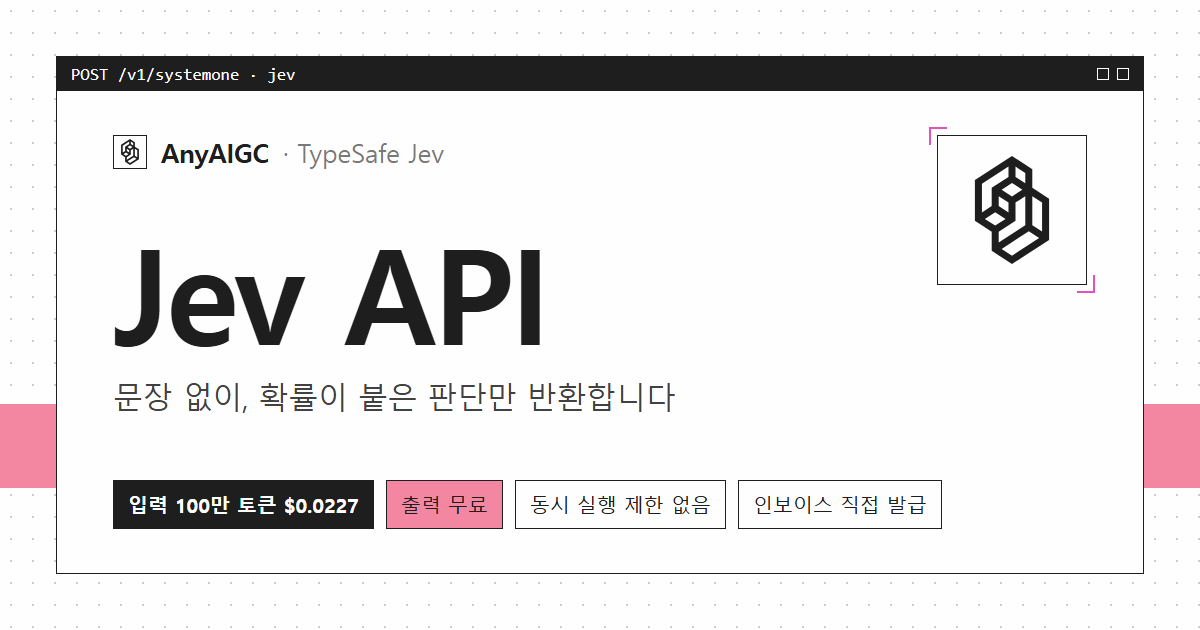 POST /v1/systemone · jev
AnyAIGC · TypeSafe Jev
Jev API
문장 없이, 확률이 붙은 판단만 반환합니다
입력 100만 토큰 $0.0227
출력 무료
동시 실행 제한 없음
인보이스 직접 발급